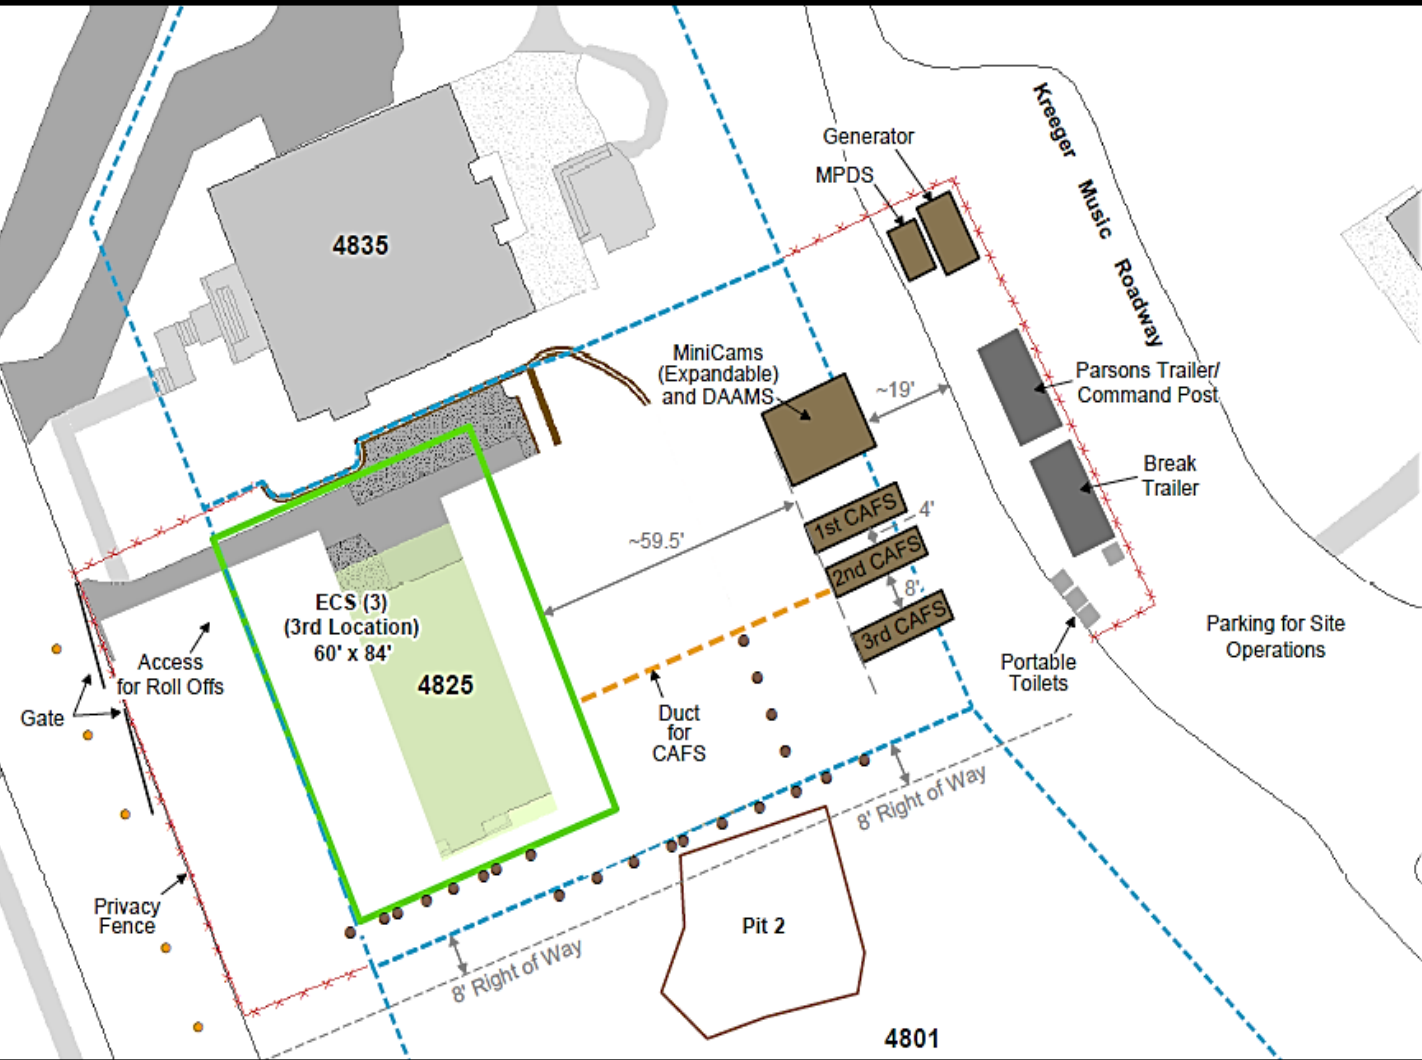 Kreeger Music Roadway
Generator
MPDS
4835
MiniCams
(Expandable)
and DAAMS
~19'
Parsons Trailer/
Command Post
Break
Trailer
1st CAFS
4'
2nd CAFS
8'
3rd CAFS
~59.5'
ECS (3)
(3rd Location)
60' x 84'
4825
Access
for Roll Offs
Gate
Duct
for
CAFS
Portable
Toilets
Parking for Site
Operations
8' Right of Way
Privacy
Fence
Pit 2
8' Right of Way
4801